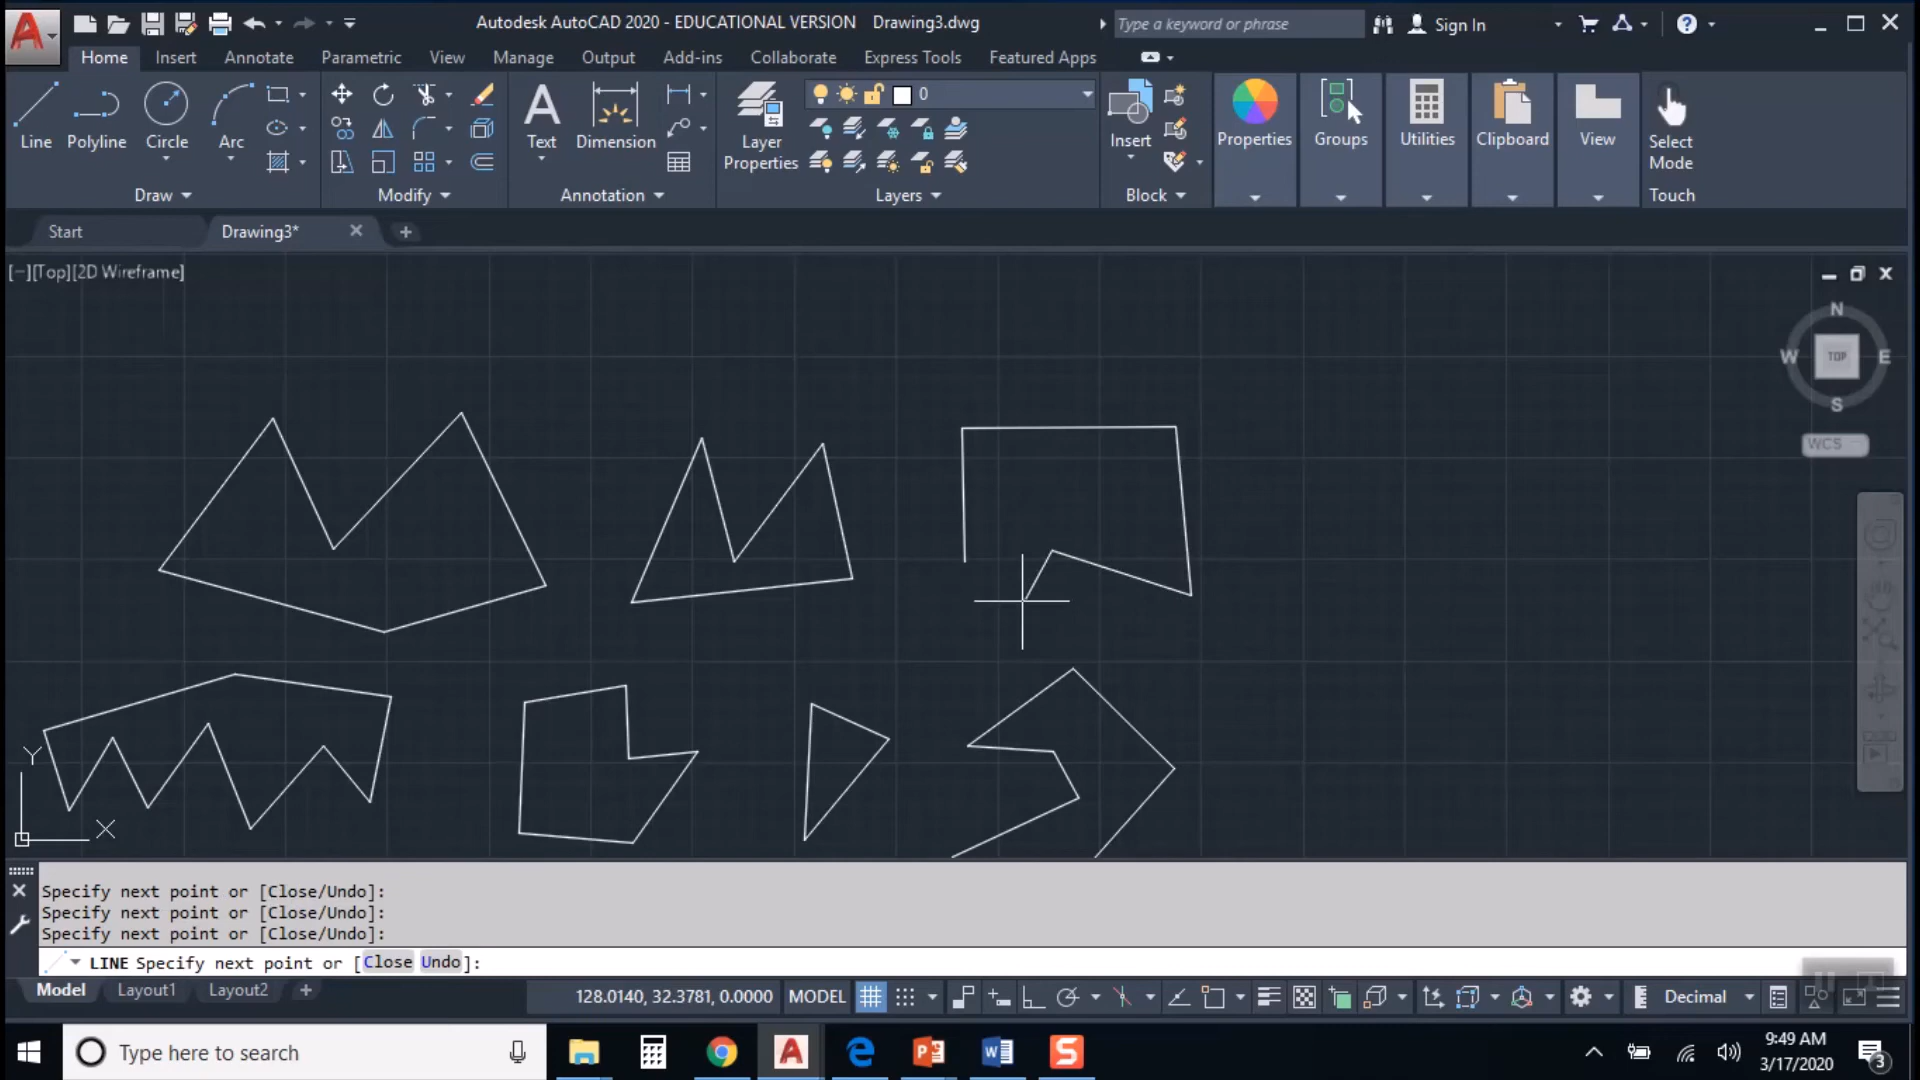 Autodesk AutoCAD 2020 - EDUCATIONAL VERSION Drawing3.dwg
Type a keyword or phrase
Sign In
Home Insert Annotate Parametric View Manage Output Add-ins Collaborate Express Tools Featured Apps
0
Line Polyline Circle Arc
Text Dimension
Layer Properties
Insert
Properties Groups Utilities Clipboard View
Select Mode
Draw Modify Annotation Layers Block Touch
Start Drawing3*
[−][Top][2D Wireframe]
N
W TOP E
S
WCS
Y
X
Specify next point or [Close/Undo]:
Specify next point or [Close/Undo]:
Specify next point or [Close/Undo]:
LINE Specify next point or [Close Undo]:
Model Layout1 Layout2
128.0140, 32.3781, 0.0000 MODEL Decimal
Type here to search
9:49 AM
3/17/2020
3